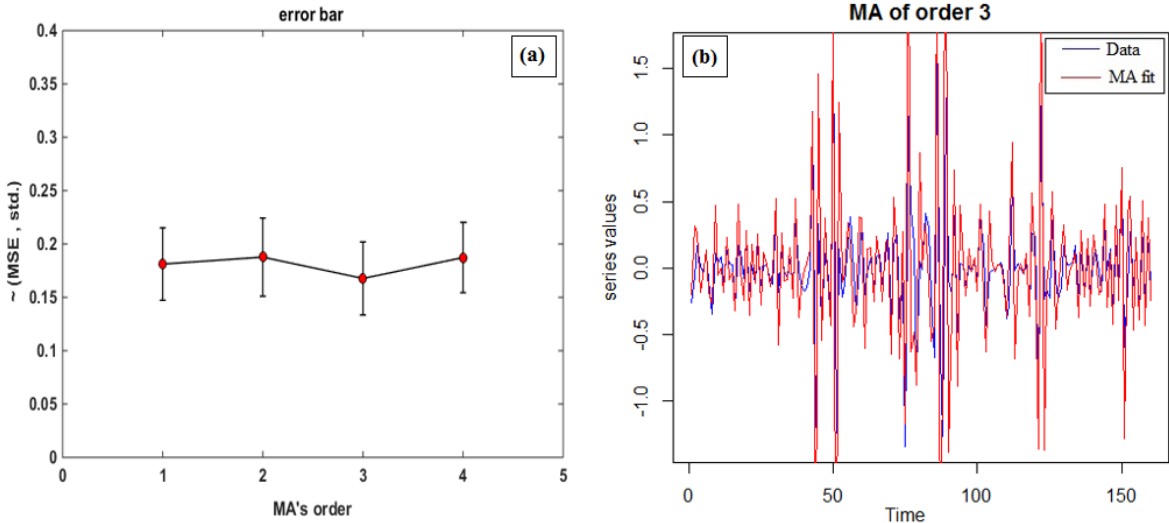 error bar
(a)
0.4
0.35
0.3
0.25
0.2
0.15
0.1
0.05
0
~ (MSE , std.)
0 1 2 3 4 5
MA's order
MA of order 3
(b)
Data
MA fit
1.5
1.0
0.5
0.0
-0.5
-1.0
series values
0 50 100 150
Time